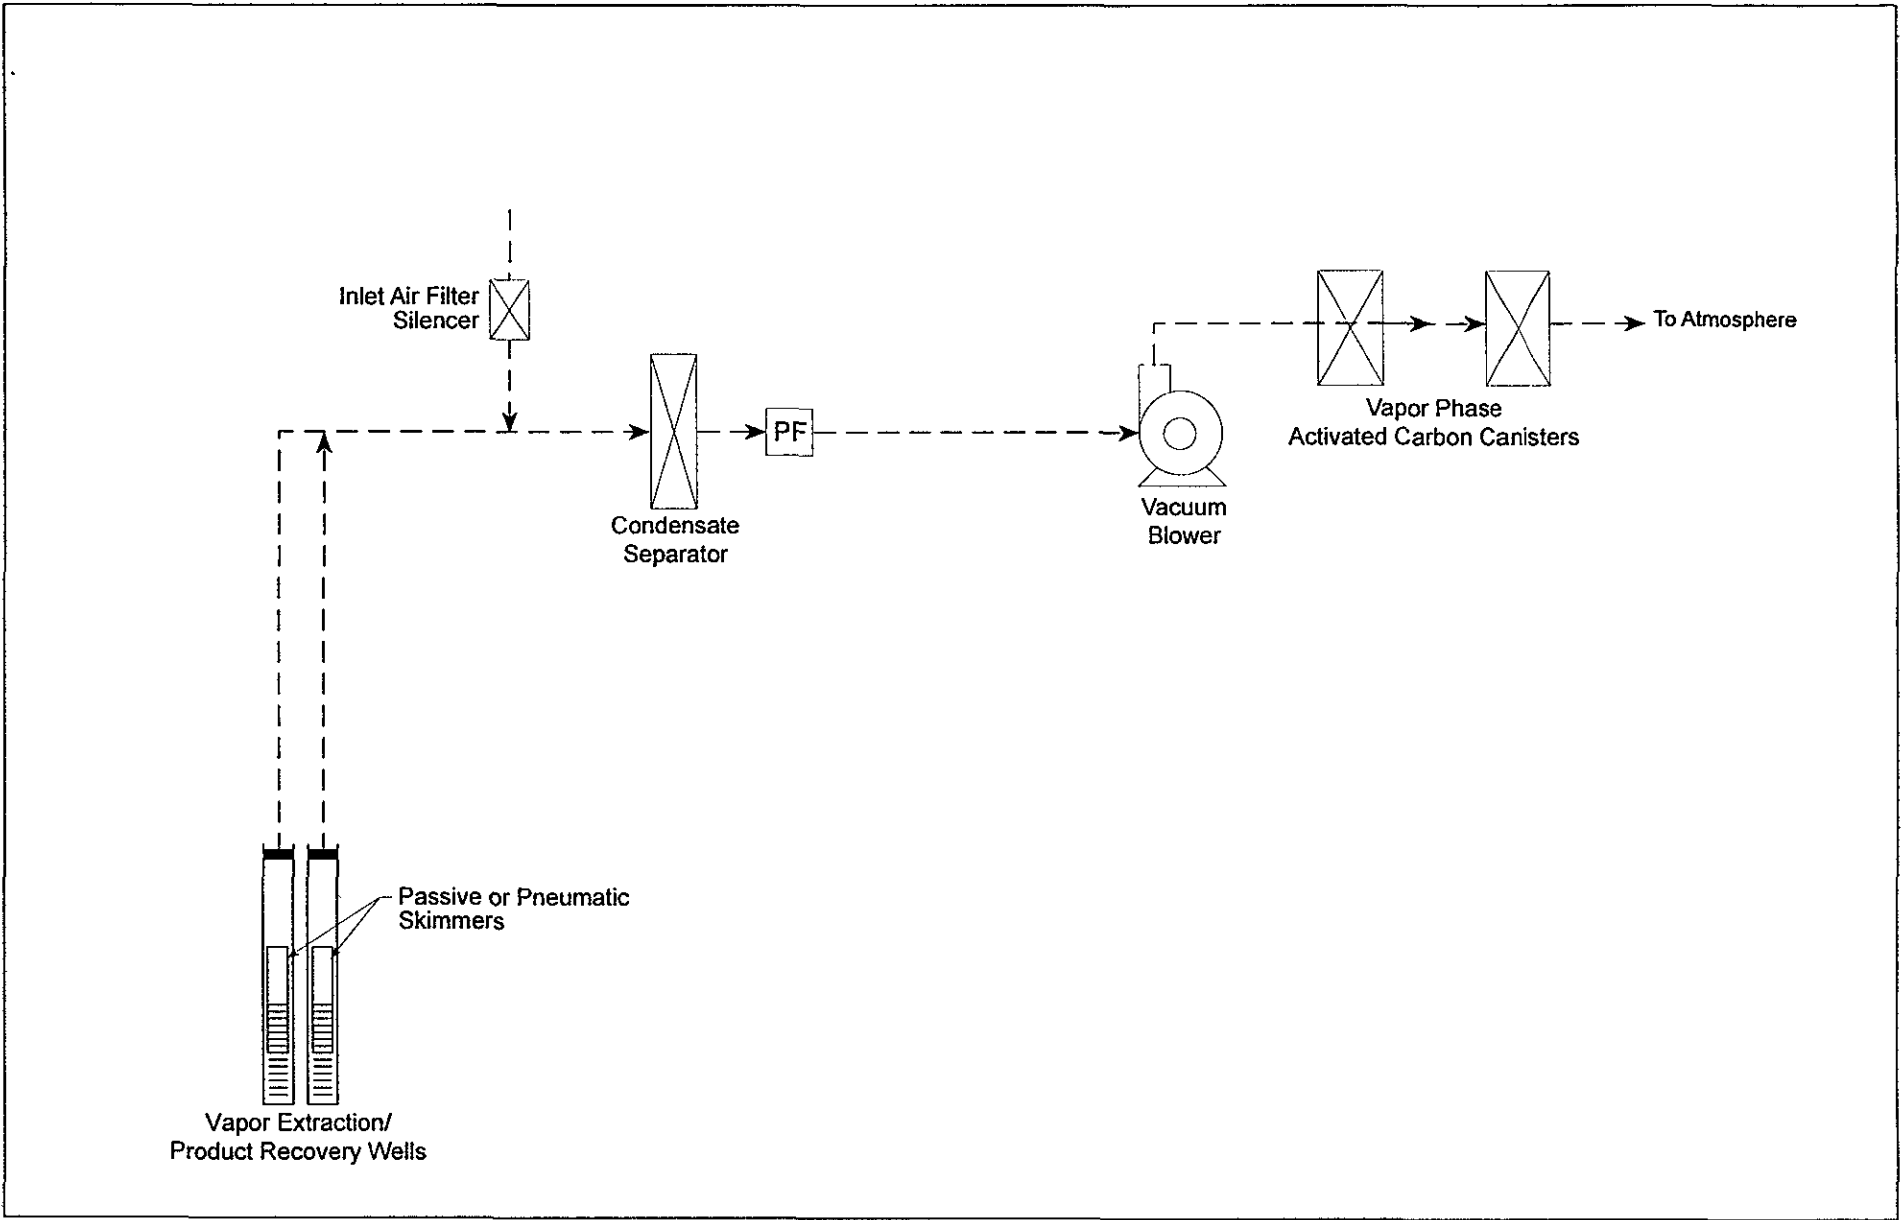 Inlet Air Filter
Silencer
To Atmosphere
Vapor Phase
Activated Carbon Canisters
PF
Condensate
Separator
Vacuum
Blower
Passive or Pneumatic
Skimmers
Vapor Extraction/
Product Recovery Wells